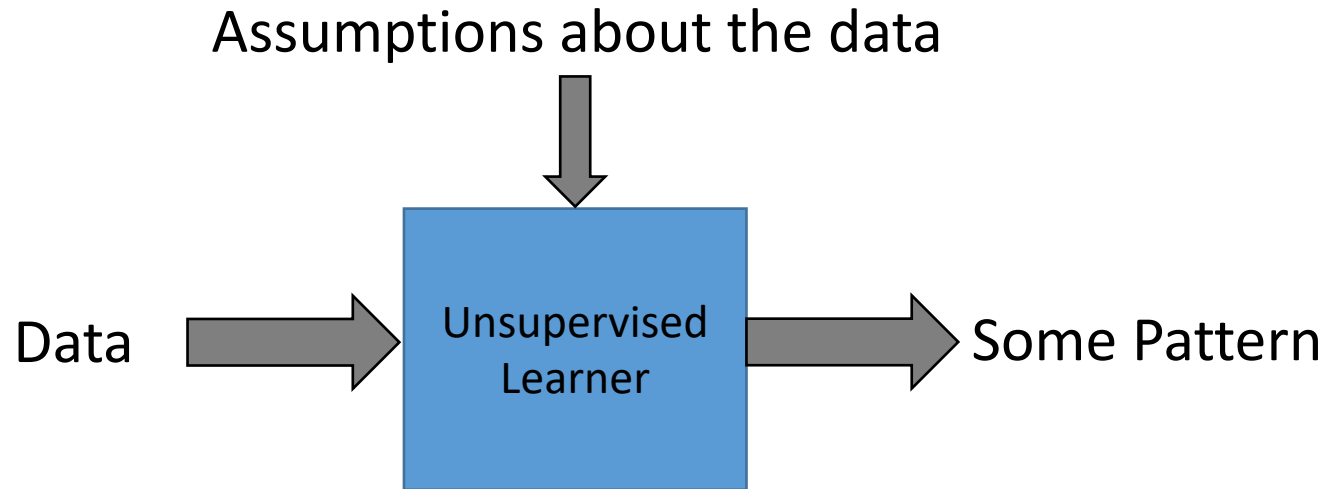 Assumptions about the data
Data
Unsupervised
Learner
Some Pattern